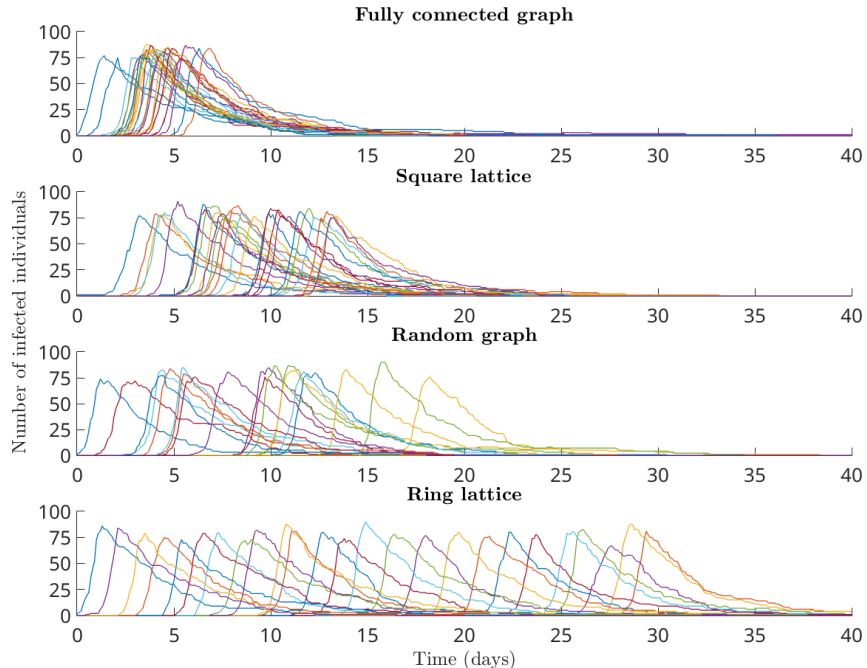 Fully connected graph
100
75
50
25
0
0 5 10 15 20 25 30 35 40
Square lattice
100
75
50
25
0
0 5 10 15 20 25 30 35 40
Random graph
100
75
50
25
0
0 5 10 15 20 25 30 35 40
Ring lattice
100
75
50
25
0
0 5 10 15 20 25 30 35 40
Number of infected individuals
Time (days)